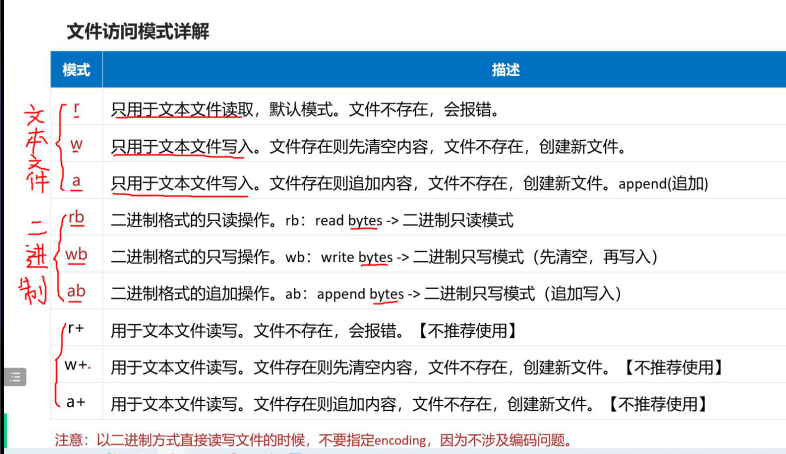 文件访问模式详解
模式 描述
文本文件
r 只用于文本文件读取，默认模式。文件不存在，会报错。
w 只用于文本文件写入。文件存在则先清空内容，文件不存在，创建新文件。
a 只用于文本文件写入。文件存在则追加内容，文件不存在，创建新文件。append(追加)
二进制
rb 二进制格式的只读操作。rb：read bytes -> 二进制只读模式
wb 二进制格式的只写操作。wb：write bytes -> 二进制只写模式（先清空，再写入）
ab 二进制格式的追加操作。ab：append bytes -> 二进制只写模式（追加写入）
r+ 用于文本文件读写。文件不存在，会报错。【不推荐使用】
w+ 用于文本文件读写。文件存在则先清空内容，文件不存在，创建新文件。【不推荐使用】
a+ 用于文本文件读写。文件存在则追加内容，文件不存在，创建新文件。【不推荐使用】
注意：以二进制方式直接读写文件的时候，不要指定encoding，因为不涉及编码问题。